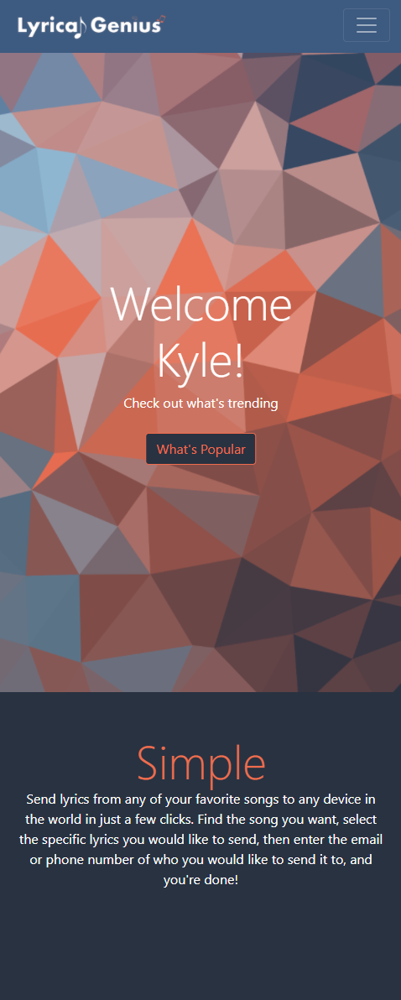 Lyrical Genius
Welcome
Kyle!
Check out what's trending
What's Popular
Simple
Send lyrics from any of your favorite songs to any device in
the world in just a few clicks. Find the song you want, select
the specific lyrics you would like to send, then enter the email
or phone number of who you would like to send it to, and
you're done!